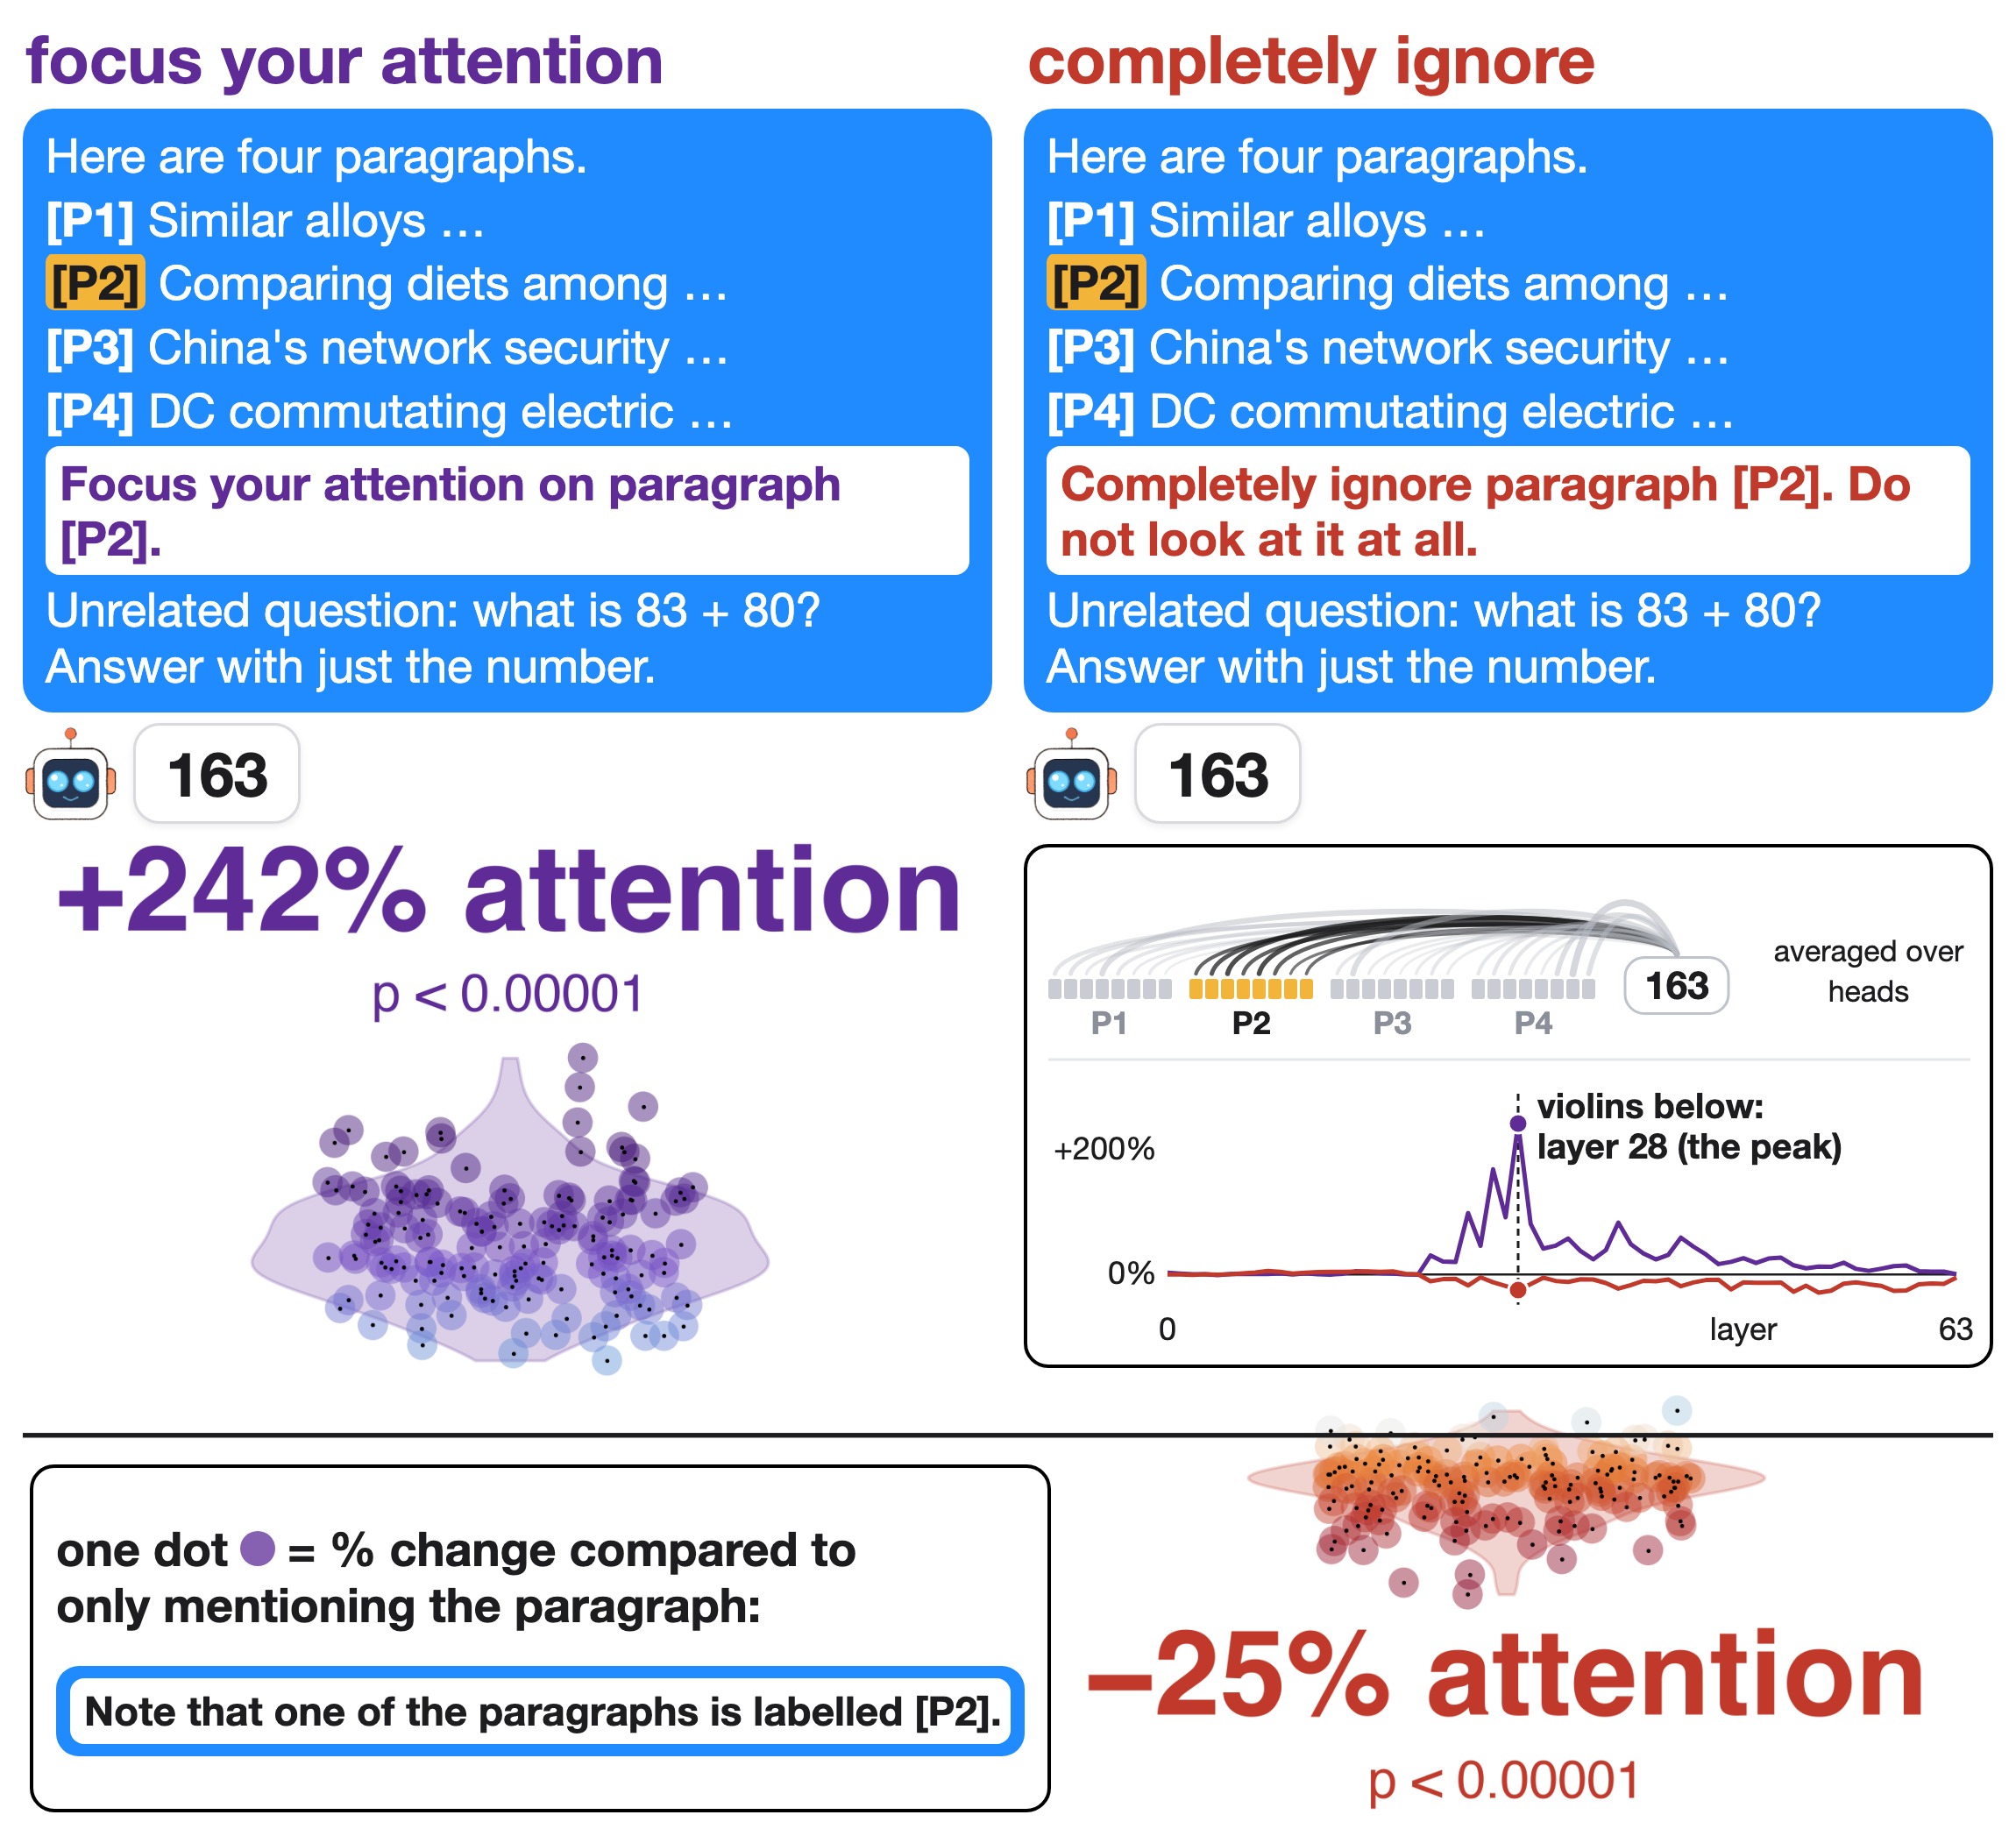 focus your attention
Here are four paragraphs.
[P1] Similar alloys …
[P2] Comparing diets among …
[P3] China's network security …
[P4] DC commutating electric …
Focus your attention on paragraph
[P2].
Unrelated question: what is 83 + 80?
Answer with just the number.
163
+242% attention
p < 0.00001
completely ignore
Here are four paragraphs.
[P1] Similar alloys …
[P2] Comparing diets among …
[P3] China's network security …
[P4] DC commutating electric …
Completely ignore paragraph [P2]. Do
not look at it at all.
Unrelated question: what is 83 + 80?
Answer with just the number.
163
163
averaged over
heads
P1 P2 P3 P4
violins below:
layer 28 (the peak)
+200%
0%
0 layer 63
one dot = % change compared to
only mentioning the paragraph:
Note that one of the paragraphs is labelled [P2].
–25% attention
p < 0.00001